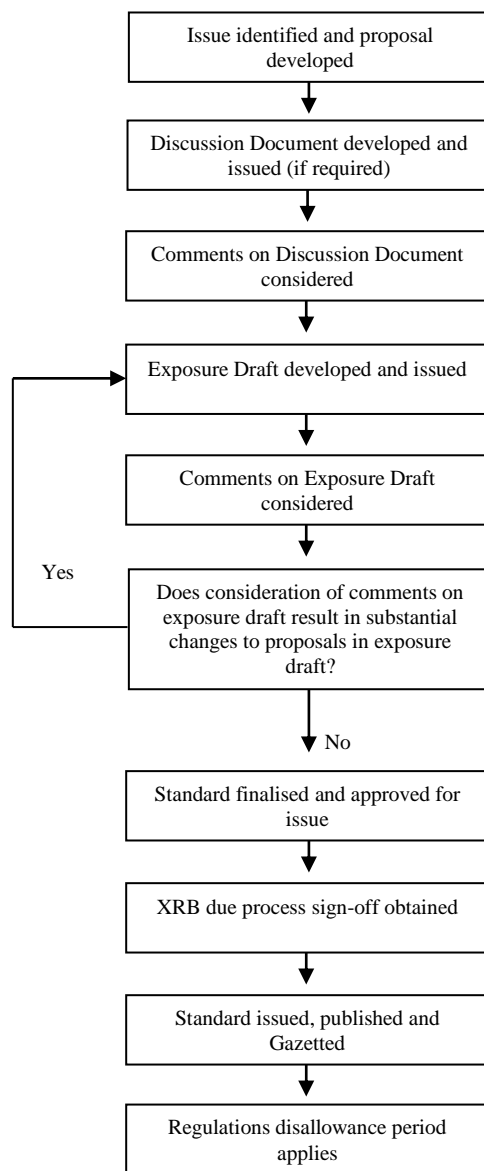 Issue identified and proposal
developed
Discussion Document developed and
issued (if required)
Comments on Discussion Document
considered
Exposure Draft developed and issued
Comments on Exposure Draft
considered
Yes
Does consideration of comments on
exposure draft result in substantial
changes to proposals in exposure
draft?
No
Standard finalised and approved for
issue
XRB due process sign-off obtained
Standard issued, published and
Gazetted
Regulations disallowance period
applies